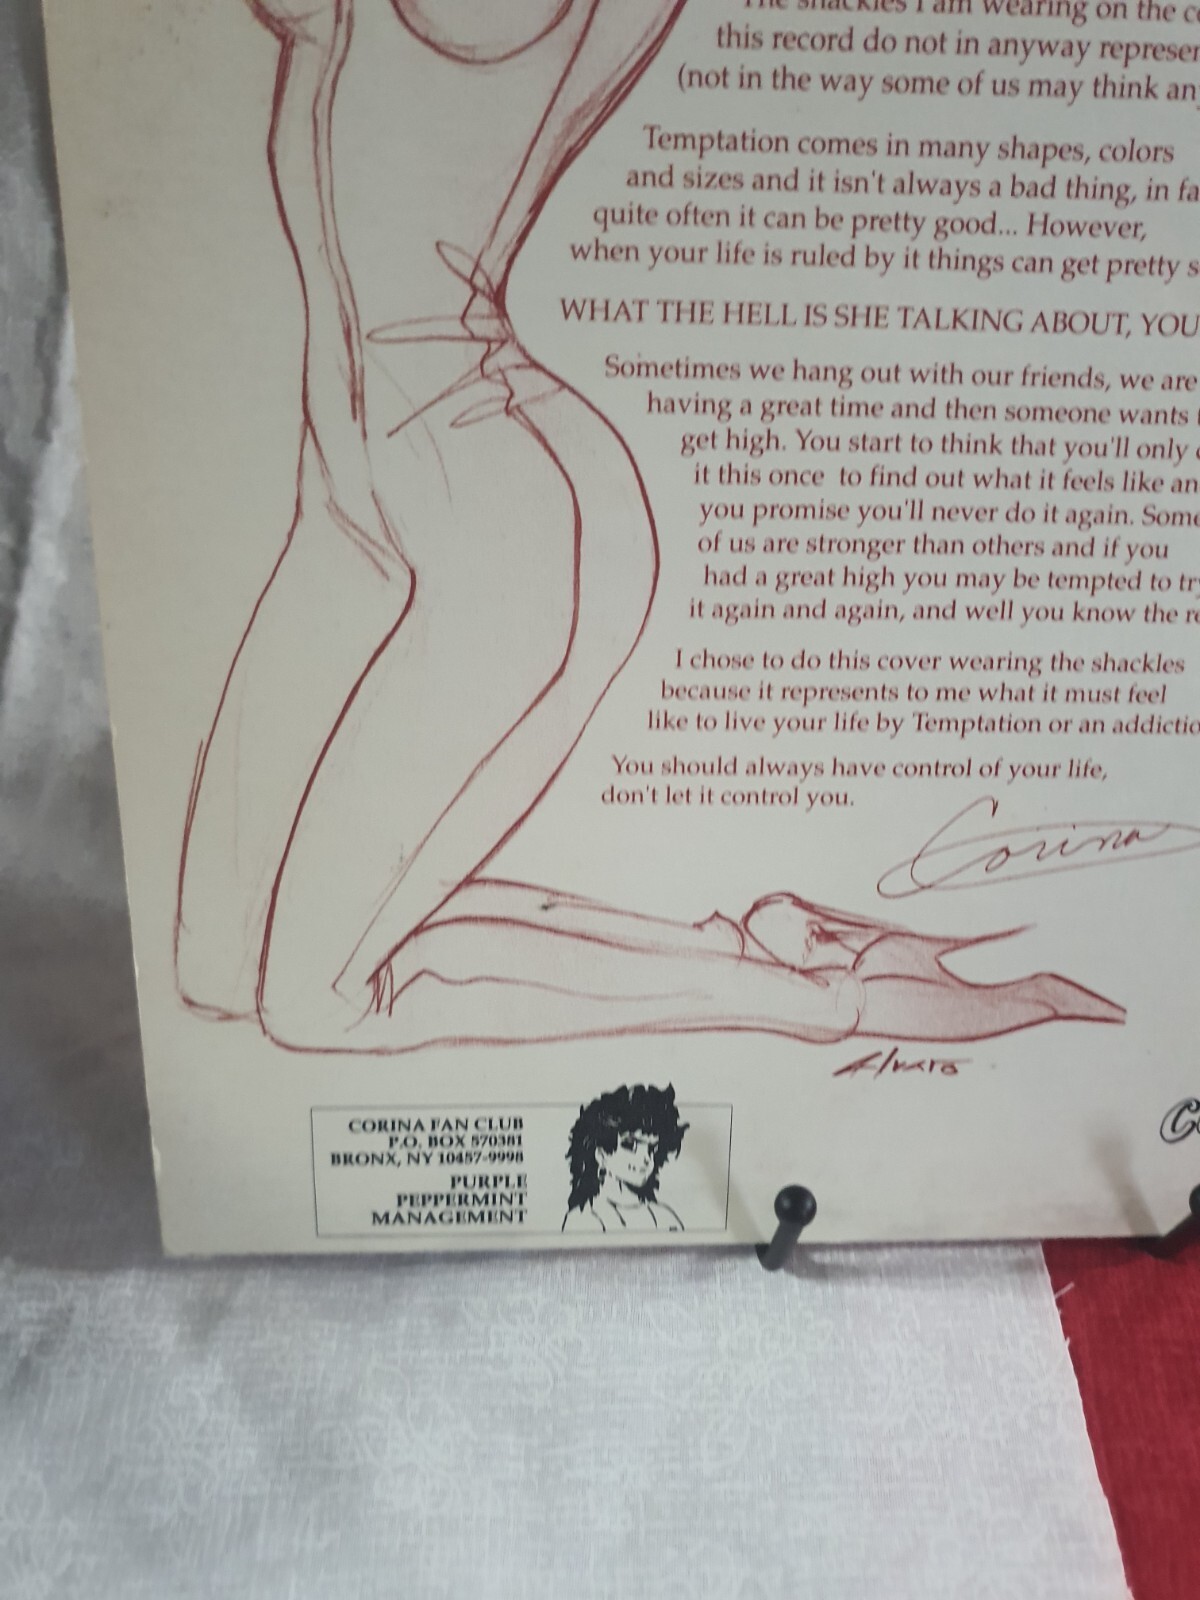 The shackles I am wearing on the
this record do not in anyway
(not in the way some of us may think
Temptation comes in many shapes, colors
and sizes and it isn't always a bad thing, in
quite often it can be pretty good... However,
when your life is ruled by it things can get pretty
WHAT THE HELL IS SHE TALKING ABOUT, YOU
Sometimes we hang out with our friends, we are
having a great time and then someone wants
get high. You start to think that you'll only
it this once to find out what it feels like
you promise you'll never do it again.
of us are stronger than others and if you
had a great high you may be tempted to
it again and again, and well you know the
I chose to do this cover wearing the shackles
because it represents to me what it must feel
like to live your life by Temptation or an
You should always have control of your life,
don't let it control you.
Corina
Alvaro
CORINA FAN CLUB
P.O. BOX 570381
BRONX, NY 10457-9998
PURPLE
PEPPERMINT
MANAGEMENT